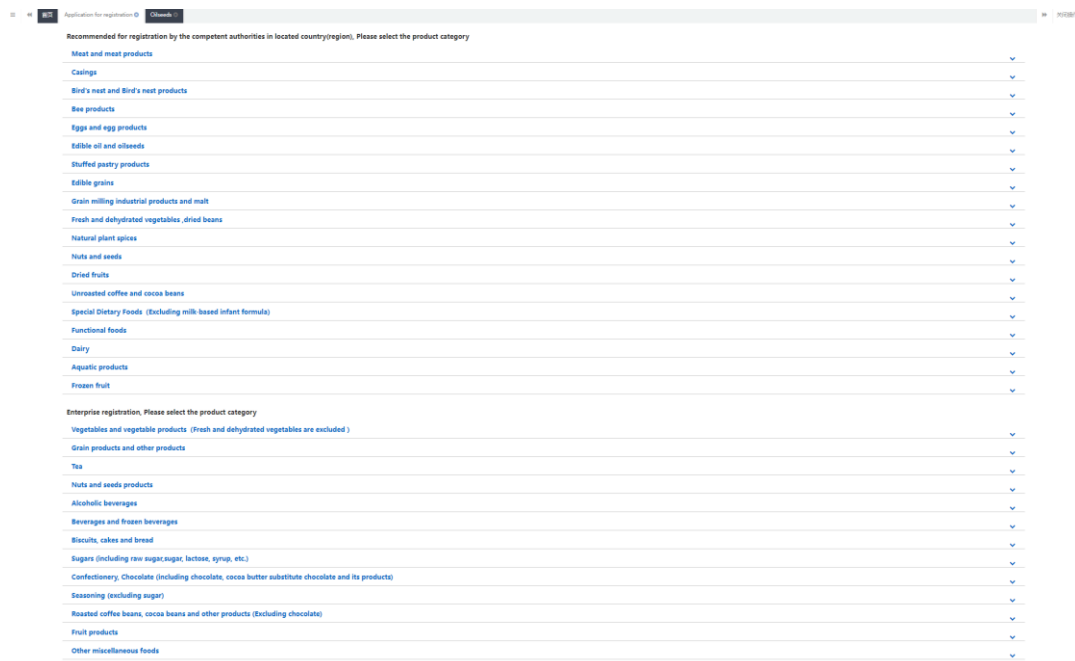 首页 Application for registration Oilseeds
Recommended for registration by the competent authorities in located country(region), Please select the product category
Meat and meat products
Casings
Bird's nest and Bird's nest products
Bee products
Eggs and egg products
Edible oil and oilseeds
Stuffed pastry products
Edible grains
Grain milling industrial products and malt
Fresh and dehydrated vegetables ,dried beans
Natural plant spices
Nuts and seeds
Dried fruits
Unroasted coffee and cocoa beans
Special Dietary Foods (Excluding milk-based infant formula)
Functional foods
Dairy
Aquatic products
Frozen fruit
Enterprise registration, Please select the product category
Vegetables and vegetable products (Fresh and dehydrated vegetables are excluded )
Grain products and other products
Tea
Nuts and seeds products
Alcoholic beverages
Beverages and frozen beverages
Biscuits, cakes and bread
Sugars (including raw sugar,sugar, lactose, syrup, etc.)
Confectionery, Chocolate (including chocolate, cocoa butter substitute chocolate and its products)
Seasoning (excluding sugar)
Roasted coffee beans, cocoa beans and other products (Excluding chocolate)
Fruit products
Other miscellaneous foods